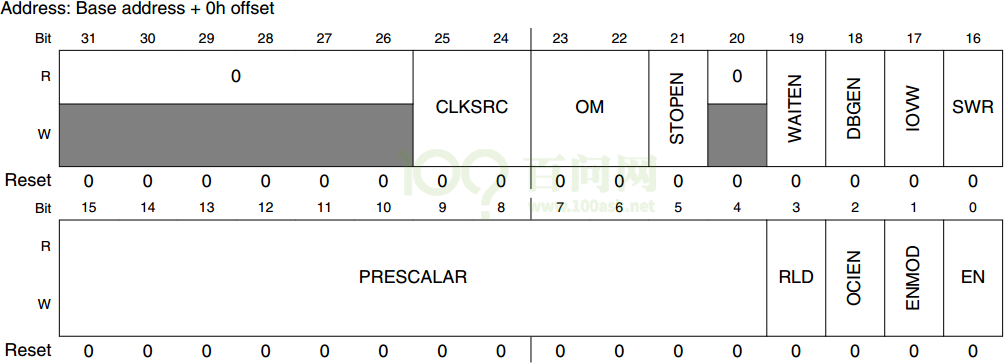 Address: Base address + 0h offset
Bit 31 30 29 28 27 26 25 24 23 22 21 20 19 18 17 16
R 0 0
CLKSRC OM STOPEN WAITEN DBGEN IOVW SWR
W
Reset 0 0 0 0 0 0 0 0 0 0 0 0 0 0 0 0
100? 百问网
www.100ask.net
Bit 15 14 13 12 11 10 9 8 7 6 5 4 3 2 1 0
R
PRESCALAR RLD OCIEN ENMOD EN
W
Reset 0 0 0 0 0 0 0 0 0 0 0 0 0 0 0 0